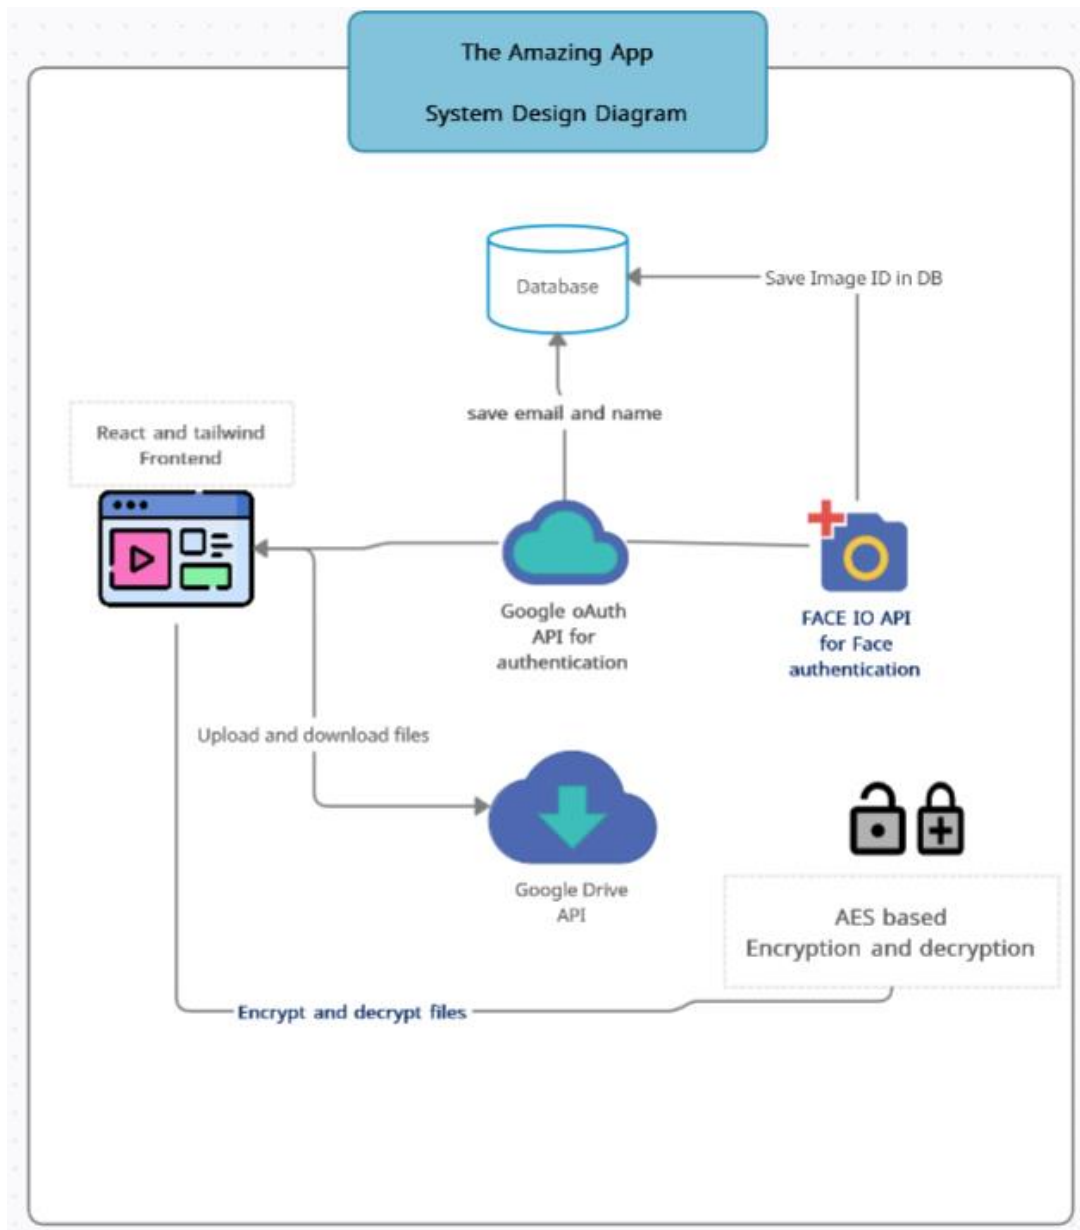 The Amazing App
System Design Diagram
Database
Save Image ID in DB
save email and name
React and tailwind
Frontend
Google oAuth
API for
authentication
FACE IO API
for Face
authentication
Upload and download files
Google Drive
API
AES based
Encryption and decryption
Encrypt and decrypt files